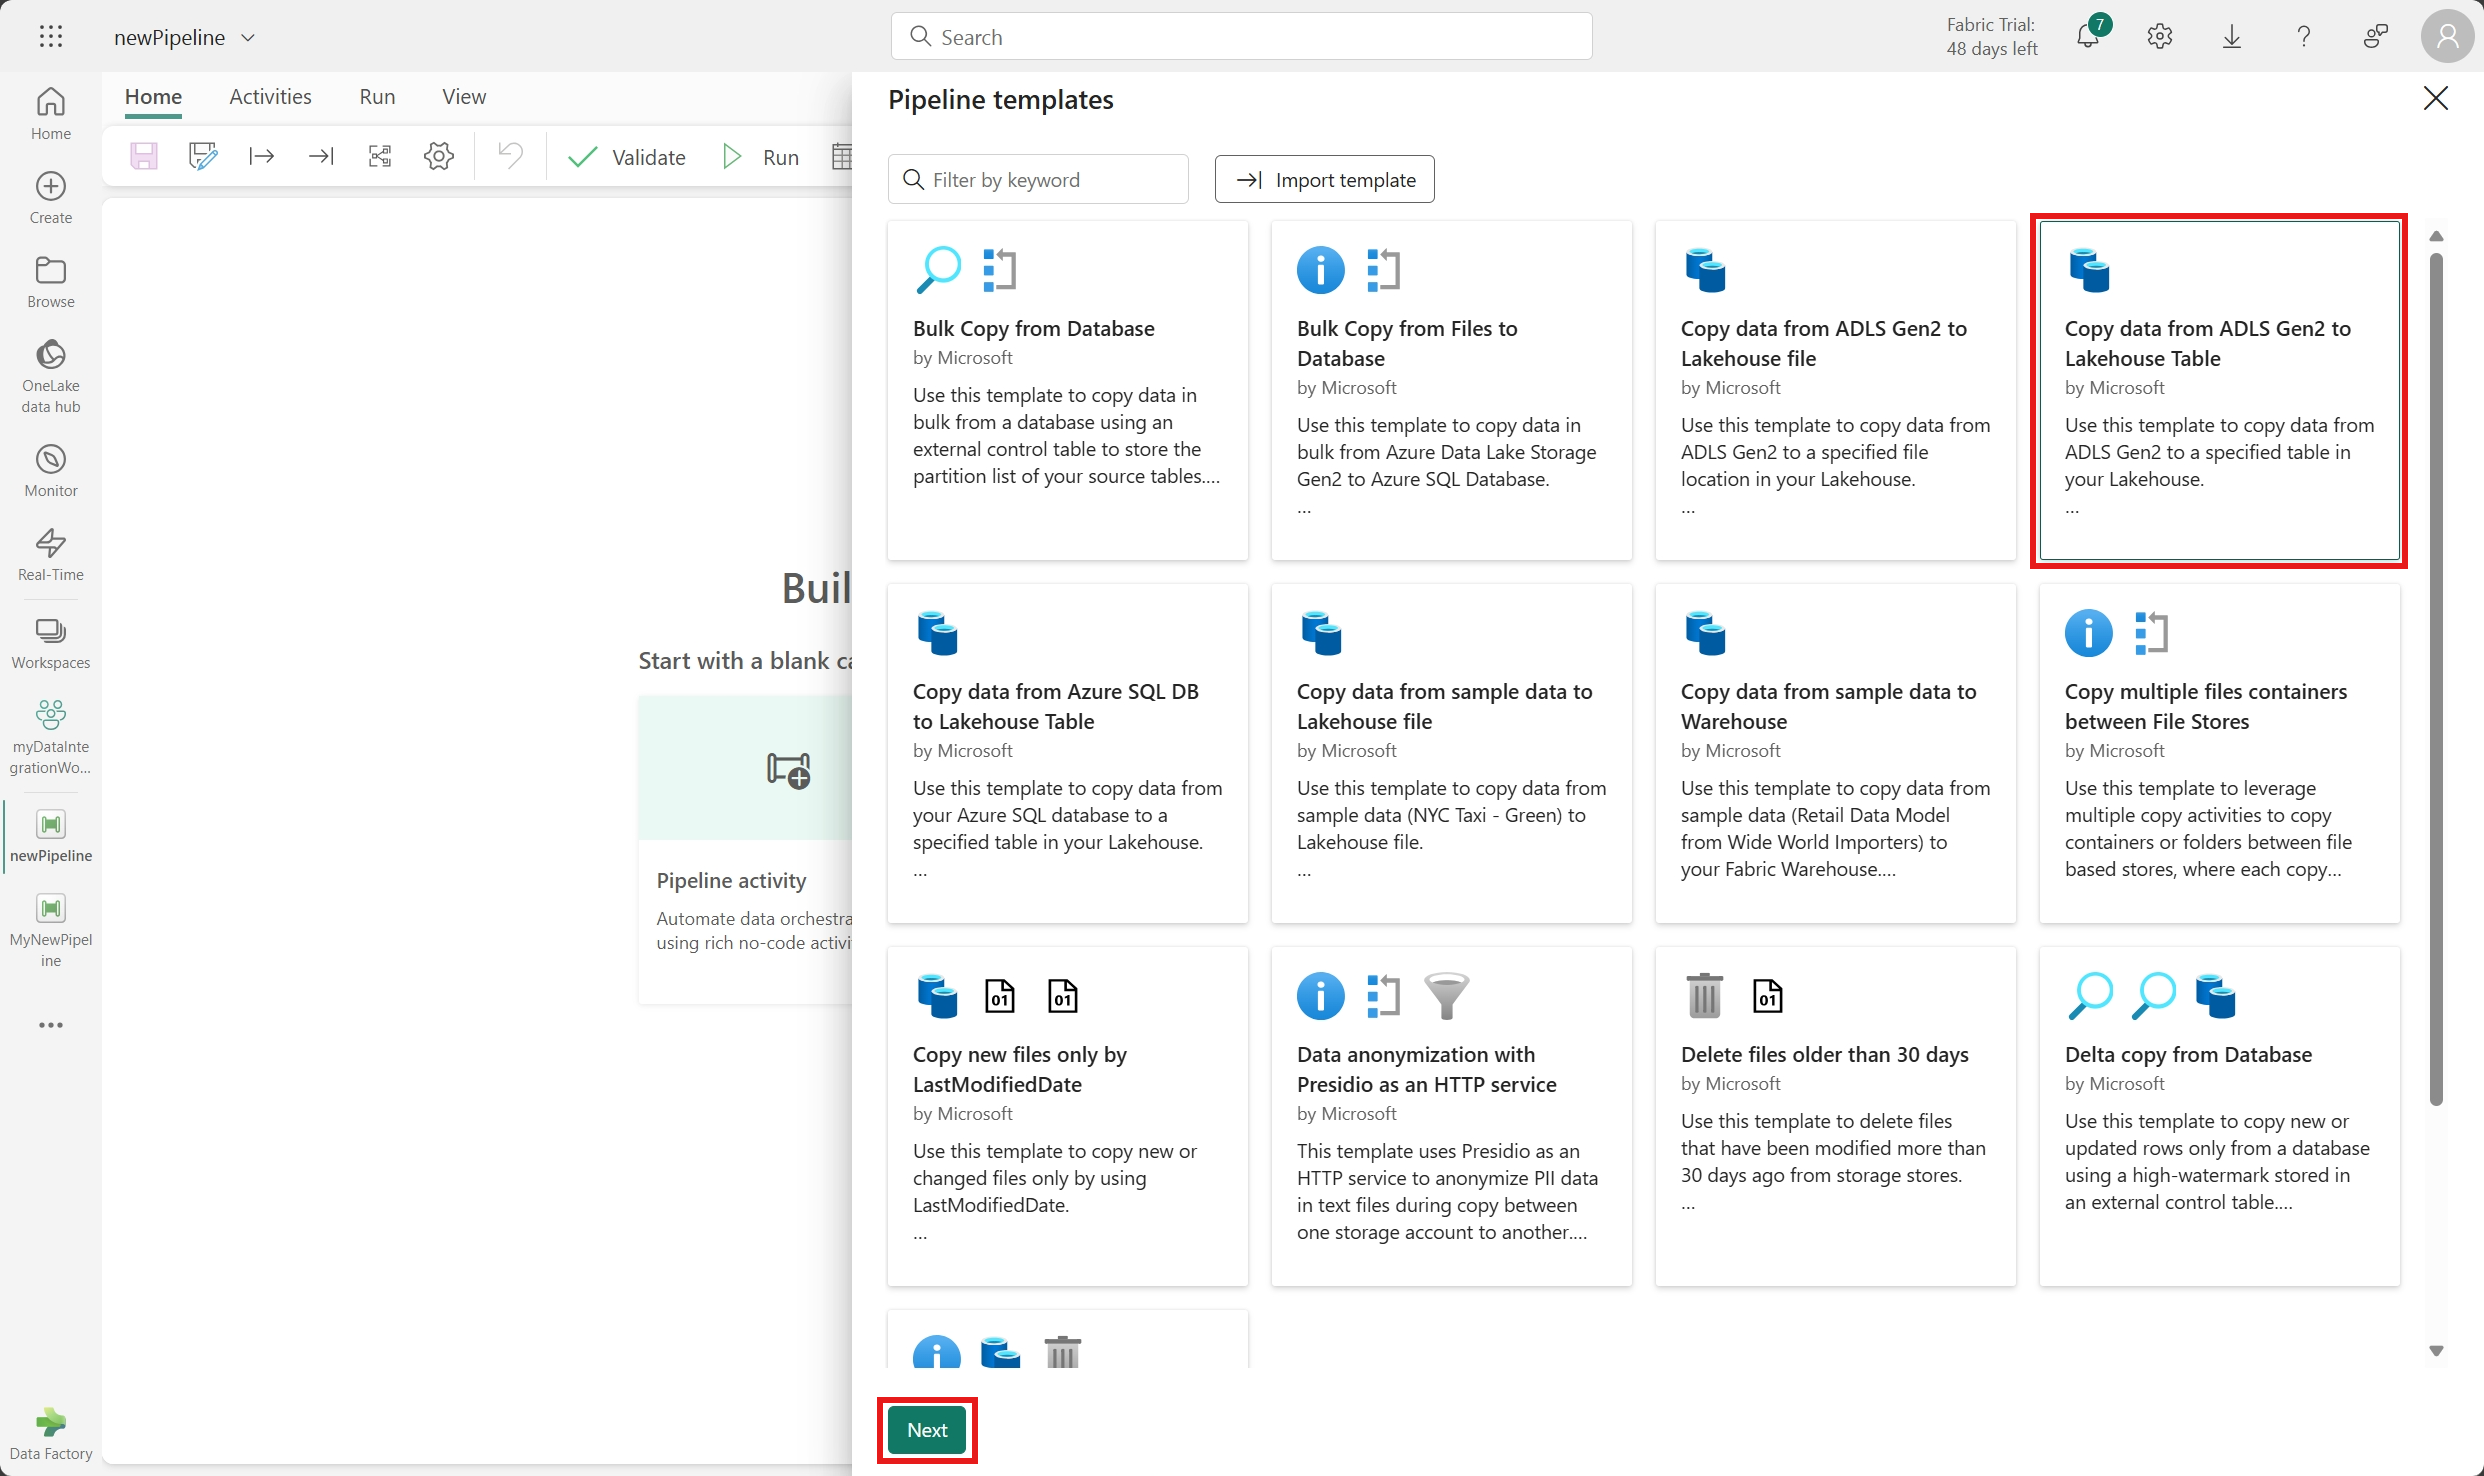 newPipeline
Search
Fabric Trial:
48 days left
7
Home
Create
Browse
OneLake
data hub
Monitor
Real-Time
Workspaces
myDataInte
grationWo...
newPipeline
MyNewPipel
ine
Data Factory
Home
Activities
Run
View
Validate
Run
Buil
Start with a blank ca
Pipeline activity
Automate data orchestra
using rich no-code activi
Pipeline templates
Filter by keyword
Import template
Bulk Copy from Database
by Microsoft
Use this template to copy data in
bulk from a database using an
external control table to store the
partition list of your source tables....
Bulk Copy from Files to
Database
by Microsoft
Use this template to copy data in
bulk from Azure Data Lake Storage
Gen2 to Azure SQL Database.
...
Copy data from ADLS Gen2 to
Lakehouse file
by Microsoft
Use this template to copy data from
ADLS Gen2 to a specified file
location in your Lakehouse.
...
Copy data from ADLS Gen2 to
Lakehouse Table
by Microsoft
Use this template to copy data from
ADLS Gen2 to a specified table in
your Lakehouse.
...
Copy data from Azure SQL DB
to Lakehouse Table
by Microsoft
Use this template to copy data from
your Azure SQL database to a
specified table in your Lakehouse.
...
Copy data from sample data to
Lakehouse file
by Microsoft
Use this template to copy data from
sample data (NYC Taxi - Green) to
Lakehouse file.
...
Copy data from sample data to
Warehouse
by Microsoft
Use this template to copy data from
sample data (Retail Data Model
from Wide World Importers) to
your Fabric Warehouse....
Copy multiple files containers
between File Stores
by Microsoft
Use this template to leverage
multiple copy activities to copy
containers or folders between file
based stores, where each copy...
01
01
Copy new files only by
LastModifiedDate
by Microsoft
Use this template to copy new or
changed files only by using
LastModifiedDate.
...
Data anonymization with
Presidio as an HTTP service
by Microsoft
This template uses Presidio as an
HTTP service to anonymize PII data
in text files during copy between
one storage account to another....
01
Delete files older than 30 days
by Microsoft
Use this template to delete files
that have been modified more than
30 days ago from storage stores.
...
Delta copy from Database
by Microsoft
Use this template to copy new or
updated rows only from a database
using a high-watermark stored in
an external control table....
Next